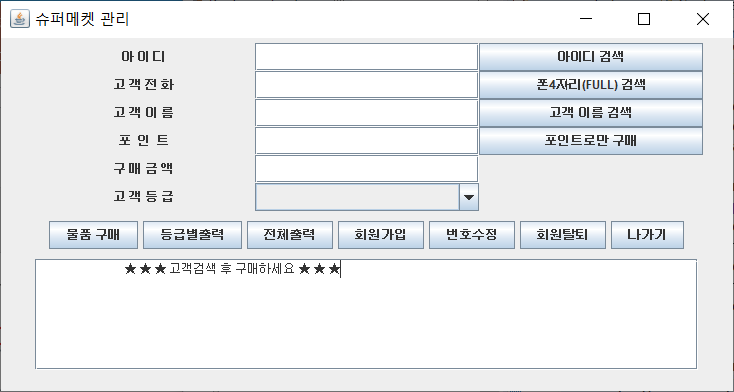 슈퍼메켓 관리
아 이 디 아이디 검색
고 객 전 화 폰4자리(FULL) 검색
고 객 이 름 고객 이름 검색
포 인 트 포인트로만 구매
구 매 금 액
고 객 등 급
물품 구매 등급별출력 전체출력 회원가입 번호수정 회원탈퇴 나가기
★★★고객검색 후 구매하세요 ★★★